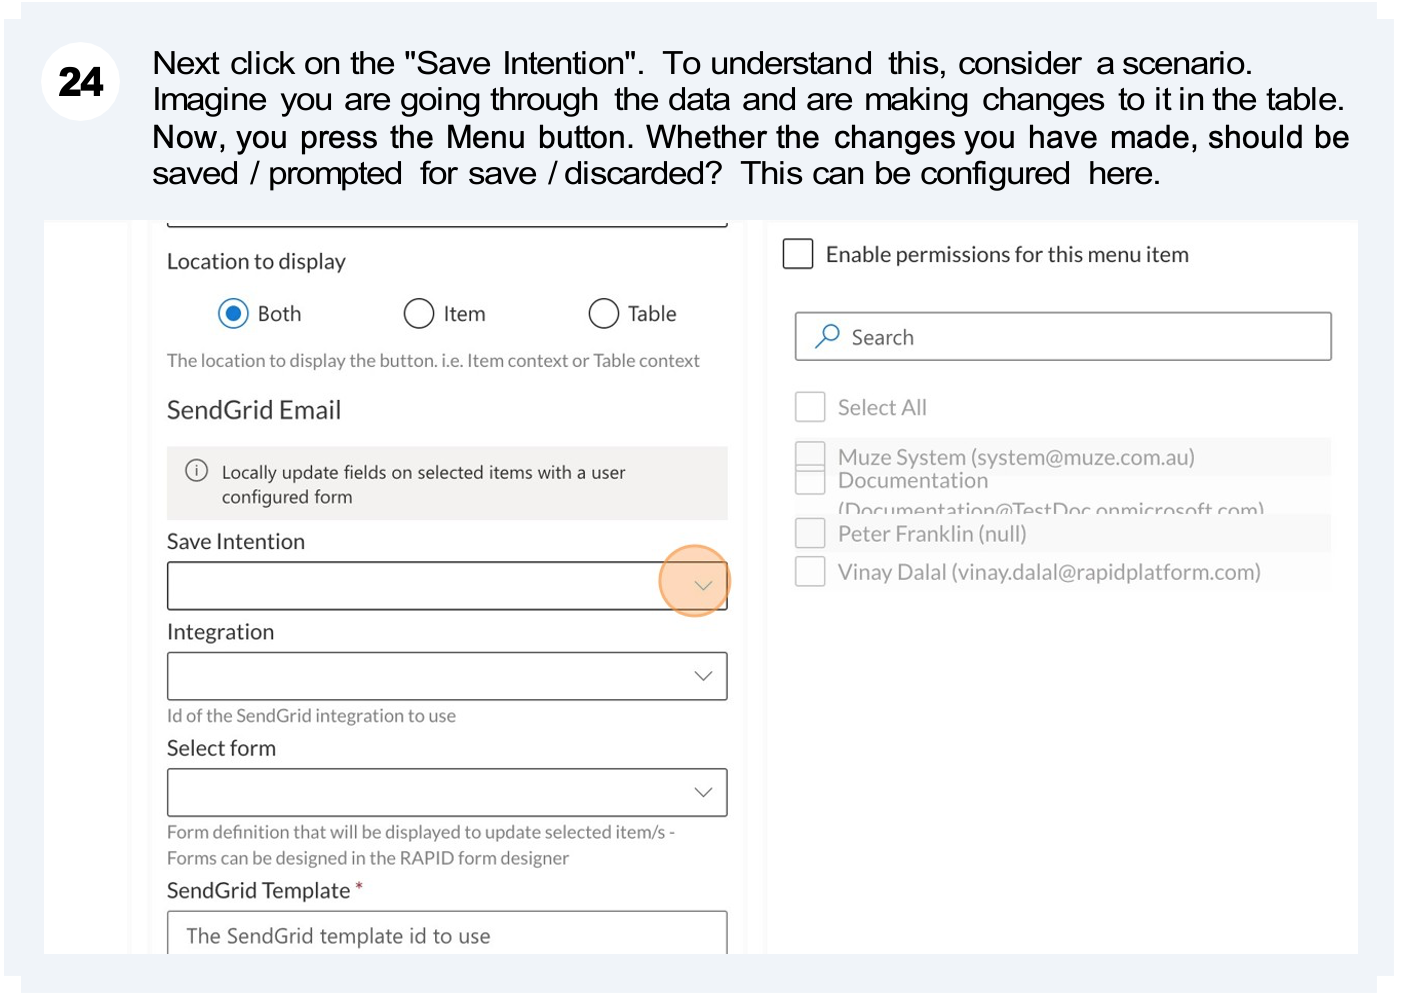 24
Next click on the "Save Intention". To understand this, consider a scenario.
Imagine you are going through the data and are making changes to it in the table.
Now, you press the Menu button. Whether the changes you have made, should be
saved / prompted for save / discarded? This can be configured here.
Location to display
Both Item Table
The location to display the button. i.e. Item context or Table context
SendGrid Email
Locally update fields on selected items with a user
configured form
Save Intention
Integration
Id of the SendGrid integration to use
Select form
Form definition that will be displayed to update selected item/s -
Forms can be designed in the RAPID form designer
SendGrid Template *
The SendGrid template id to use
Enable permissions for this menu item
Search
Select All
Muze System (system@muze.com.au)
Documentation
(Documentation@TestDoc.onmicrosoft.com)
Peter Franklin (null)
Vinay Dalal (vinay.dalal@rapidplatform.com)